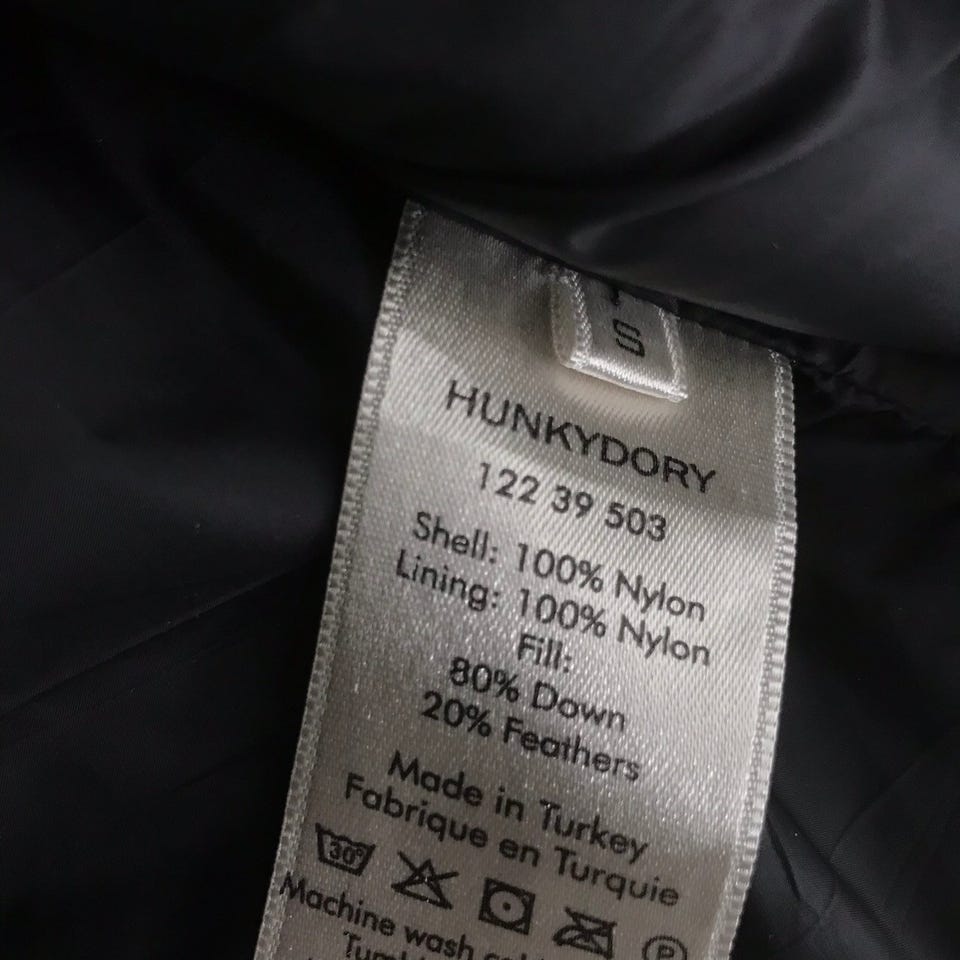 S
HUNKYDORY
122 39 503
Shell: 100% Nylon
Lining: 100% Nylon
Fill:
80% Down
20% Feathers
Made in Turkey
Fabrique en Turquie
30°
P
Machine wash